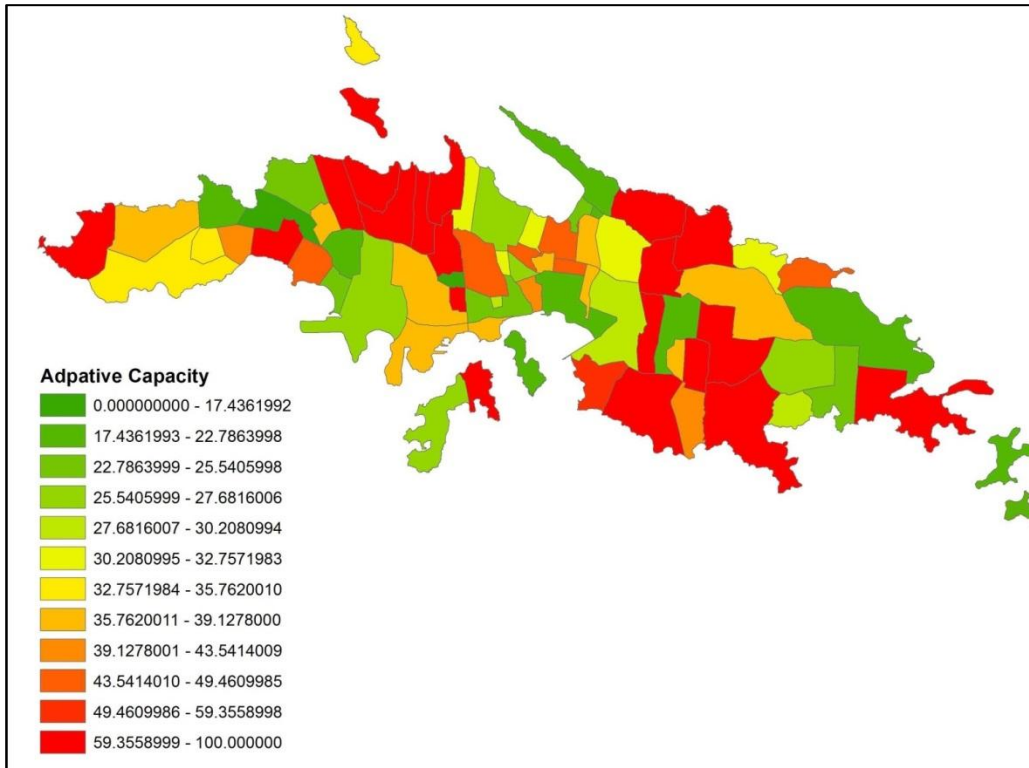 Adpative Capacity
0.000000000 - 17.4361992
17.4361993 - 22.7863998
22.7863999 - 25.5405998
25.5405999 - 27.6816006
27.6816007 - 30.2080994
30.2080995 - 32.7571983
32.7571984 - 35.7620010
35.7620011 - 39.1278000
39.1278001 - 43.5414009
43.5414010 - 49.4609985
49.4609986 - 59.3558998
59.3558999 - 100.000000